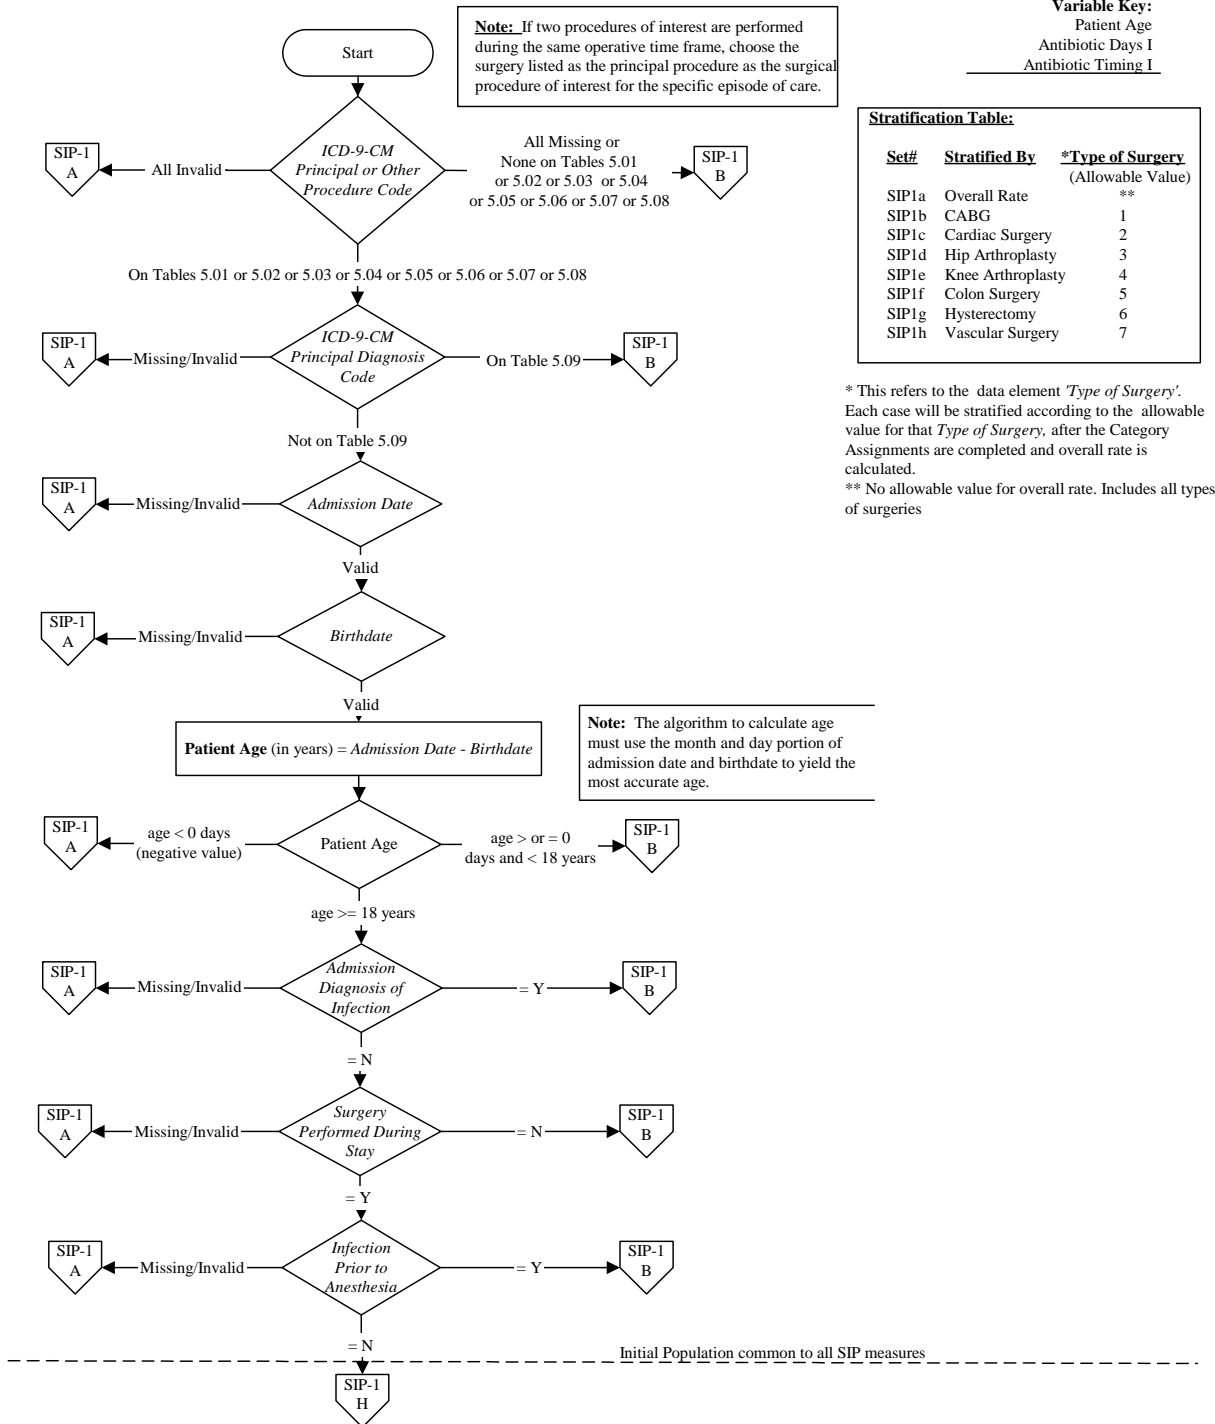 Variable Key:
Patient Age
Antibiotic Days I
Antibiotic Timing I
Note: If two procedures of interest are performed
during the same operative time frame, choose the
surgery listed as the principal procedure as the surgical
procedure of interest for the specific episode of care.
Start
Stratification Table:
Set# Stratified By *Type of Surgery
(Allowable Value)
SIP1a Overall Rate **
SIP1b CABG 1
SIP1c Cardiac Surgery 2
SIP1d Hip Arthroplasty 3
SIP1e Knee Arthroplasty 4
SIP1f Colon Surgery 5
SIP1g Hysterectomy 6
SIP1h Vascular Surgery 7
* This refers to the data element 'Type of Surgery'.
Each case will be stratified according to the allowable
value for that Type of Surgery, after the Category
Assignments are completed and overall rate is
calculated.
** No allowable value for overall rate. Includes all types
of surgeries
SIP-1
A
All Invalid
ICD-9-CM
Principal or Other
Procedure Code
All Missing or
None on Tables 5.01
or 5.02 or 5.03 or 5.04
or 5.05 or 5.06 or 5.07 or 5.08
SIP-1
B
On Tables 5.01 or 5.02 or 5.03 or 5.04 or 5.05 or 5.06 or 5.07 or 5.08
SIP-1
A
Missing/Invalid
ICD-9-CM
Principal Diagnosis
Code
On Table 5.09
SIP-1
B
Not on Table 5.09
SIP-1
A
Missing/Invalid
Admission Date
Valid
SIP-1
A
Missing/Invalid
Birthdate
Valid
Patient Age (in years) = Admission Date - Birthdate
Note: The algorithm to calculate age
must use the month and day portion of
admission date and birthdate to yield the
most accurate age.
SIP-1
A
age < 0 days
(negative value)
Patient Age
age > or = 0
days and < 18 years
SIP-1
B
age >= 18 years
SIP-1
A
Missing/Invalid
Admission
Diagnosis of
Infection
= Y
SIP-1
B
= N
SIP-1
A
Missing/Invalid
Surgery
Performed During
Stay
= N
SIP-1
B
= Y
SIP-1
A
Missing/Invalid
Infection
Prior to
Anesthesia
= Y
SIP-1
B
= N
Initial Population common to all SIP measures
SIP-1
H